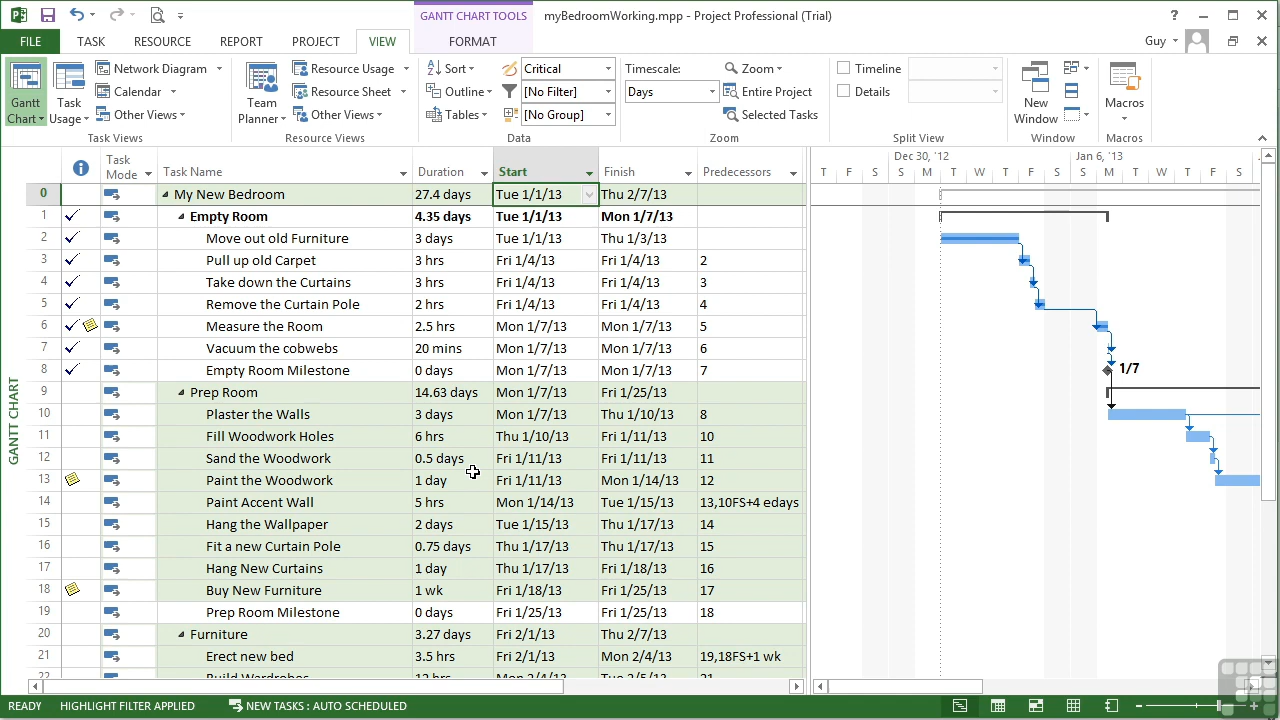 GANTT CHART TOOLS
myBedroomWorking.mpp - Project Professional (Trial)
?
FILE TASK RESOURCE REPORT PROJECT VIEW FORMAT
Guy
Gantt Chart
Task Usage
Network Diagram
Calendar
Other Views
Task Views
Team Planner
Resource Usage
Resource Sheet
Other Views
Resource Views
Sort
Outline
Tables
Critical
[No Filter]
[No Group]
Data
Timescale:
Days
Zoom
Entire Project
Selected Tasks
Zoom
Timeline
Details
Split View
New Window
Window
Macros
Macros
Task Mode Task Name Duration Start Finish Predecessors
Dec 30, '12 Jan 6, '13
T F S S M T W T F S S M T W T F S
0 My New Bedroom 27.4 days Tue 1/1/13 Thu 2/7/13
1 Empty Room 4.35 days Tue 1/1/13 Mon 1/7/13
2 Move out old Furniture 3 days Tue 1/1/13 Thu 1/3/13
3 Pull up old Carpet 3 hrs Fri 1/4/13 Fri 1/4/13 2
4 Take down the Curtains 3 hrs Fri 1/4/13 Fri 1/4/13 3
5 Remove the Curtain Pole 2 hrs Fri 1/4/13 Fri 1/4/13 4
6 Measure the Room 2.5 hrs Mon 1/7/13 Mon 1/7/13 5
7 Vacuum the cobwebs 20 mins Mon 1/7/13 Mon 1/7/13 6
8 Empty Room Milestone 0 days Mon 1/7/13 Mon 1/7/13 7 1/7
9 Prep Room 14.63 days Mon 1/7/13 Fri 1/25/13
10 Plaster the Walls 3 days Mon 1/7/13 Thu 1/10/13 8
11 Fill Woodwork Holes 6 hrs Thu 1/10/13 Fri 1/11/13 10
12 Sand the Woodwork 0.5 days Fri 1/11/13 Fri 1/11/13 11
13 Paint the Woodwork 1 day Fri 1/11/13 Mon 1/14/13 12
14 Paint Accent Wall 5 hrs Mon 1/14/13 Tue 1/15/13 13,10FS+4 edays
15 Hang the Wallpaper 2 days Tue 1/15/13 Thu 1/17/13 14
16 Fit a new Curtain Pole 0.75 days Thu 1/17/13 Thu 1/17/13 15
17 Hang New Curtains 1 day Thu 1/17/13 Fri 1/18/13 16
18 Buy New Furniture 1 wk Fri 1/18/13 Fri 1/25/13 17
19 Prep Room Milestone 0 days Fri 1/25/13 Fri 1/25/13 18
20 Furniture 3.27 days Fri 2/1/13 Thu 2/7/13
21 Erect new bed 3.5 hrs Fri 2/1/13 Mon 2/4/13 19,18FS+1 wk
22 Build Wardrobes 12 hrs Mon 2/4/13 Tue 2/5/13 21
GANTT CHART
READY HIGHLIGHT FILTER APPLIED NEW TASKS : AUTO SCHEDULED